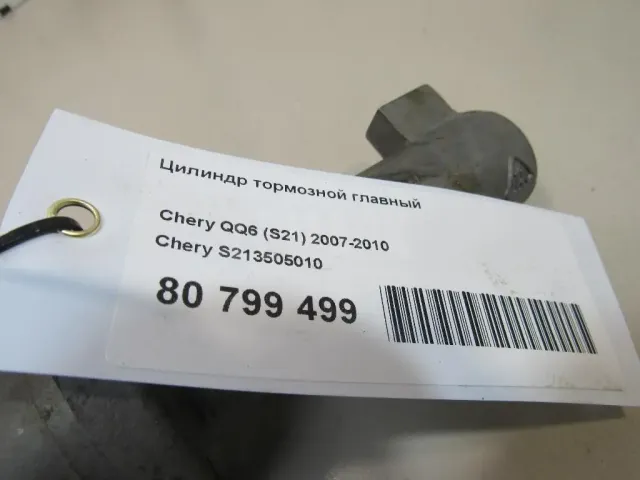 Цилиндр тормозной главный
Chery QQ6 (S21) 2007-2010
Chery S213505010
80 799 499